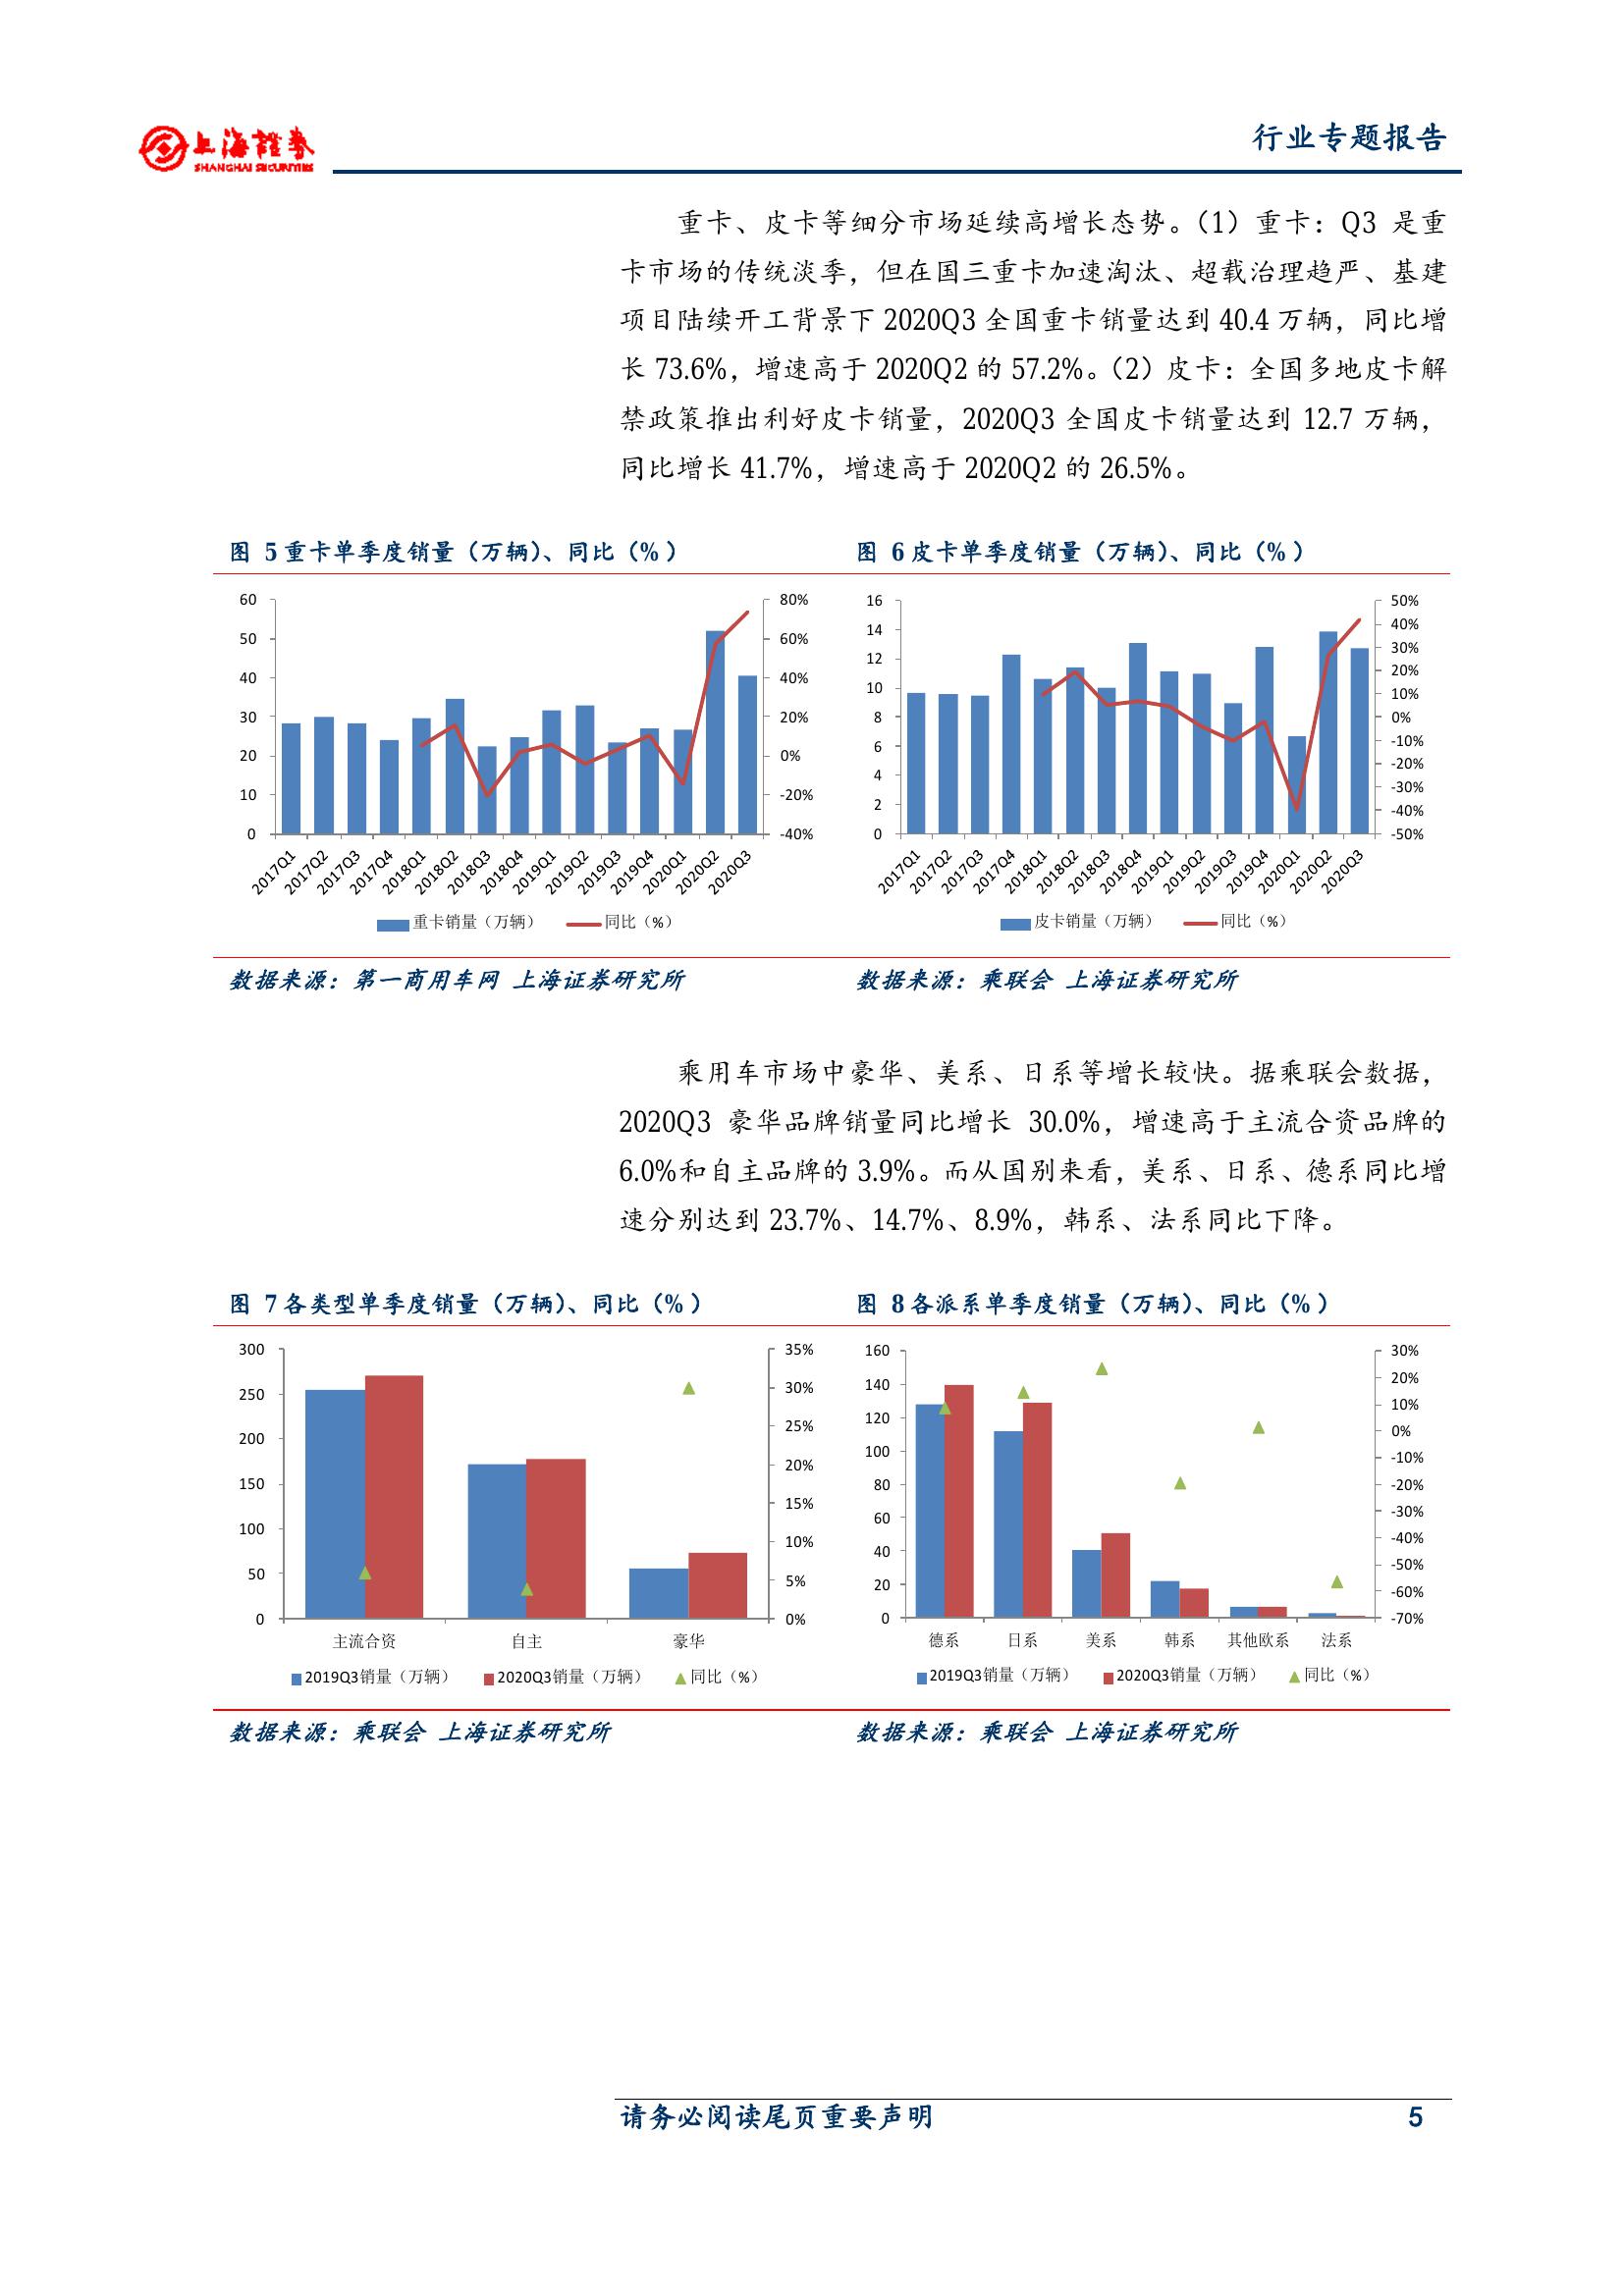 上海證券
SHANGHAI SECURITIES
行业专题报告
重卡、皮卡等细分市场延续高增长态势。（1）重卡：Q3 是重
卡市场的传统淡季，但在国三重卡加速淘汰、超载治理趋严、基建
项目陆续开工背景下 2020Q3 全国重卡销量达到 40.4 万辆，同比增
长 73.6%，增速高于 2020Q2 的 57.2%。（2）皮卡：全国多地皮卡解
禁政策推出利好皮卡销量，2020Q3 全国皮卡销量达到 12.7 万辆，
同比增长 41.7%，增速高于 2020Q2 的 26.5%。
图 5 重卡单季度销量（万辆）、同比（%）
60
50
40
30
20
10
0
80%
60%
40%
20%
0%
-20%
-40%
2017Q1
2017Q2
2017Q3
2017Q4
2018Q1
2018Q2
2018Q3
2018Q4
2019Q1
2019Q2
2019Q3
2019Q4
2020Q1
2020Q2
2020Q3
重卡销量（万辆）
同比（%）
数据来源：第一商用车网 上海证券研究所
图 6 皮卡单季度销量（万辆）、同比（%）
16
14
12
10
8
6
4
2
0
50%
40%
30%
20%
10%
0%
-10%
-20%
-30%
-40%
-50%
2017Q1
2017Q2
2017Q3
2017Q4
2018Q1
2018Q2
2018Q3
2018Q4
2019Q1
2019Q2
2019Q3
2019Q4
2020Q1
2020Q2
2020Q3
皮卡销量（万辆）
同比（%）
数据来源：乘联会 上海证券研究所
乘用车市场中豪华、美系、日系等增长较快。据乘联会数据，
2020Q3 豪华品牌销量同比增长 30.0%，增速高于主流合资品牌的
6.0%和自主品牌的 3.9%。而从国别来看，美系、日系、德系同比增
速分别达到 23.7%、14.7%、8.9%，韩系、法系同比下降。
图 7 各类型单季度销量（万辆）、同比（%）
300
250
200
150
100
50
0
35%
30%
25%
20%
15%
10%
5%
0%
主流合资
自主
豪华
2019Q3销量（万辆）
2020Q3销量（万辆）
同比（%）
数据来源：乘联会 上海证券研究所
图 8 各派系单季度销量（万辆）、同比（%）
160
140
120
100
80
60
40
20
0
30%
20%
10%
0%
-10%
-20%
-30%
-40%
-50%
-60%
-70%
德系
日系
美系
韩系
其他欧系
法系
2019Q3销量（万辆）
2020Q3销量（万辆）
同比（%）
数据来源：乘联会 上海证券研究所
请务必阅读尾页重要声明
5